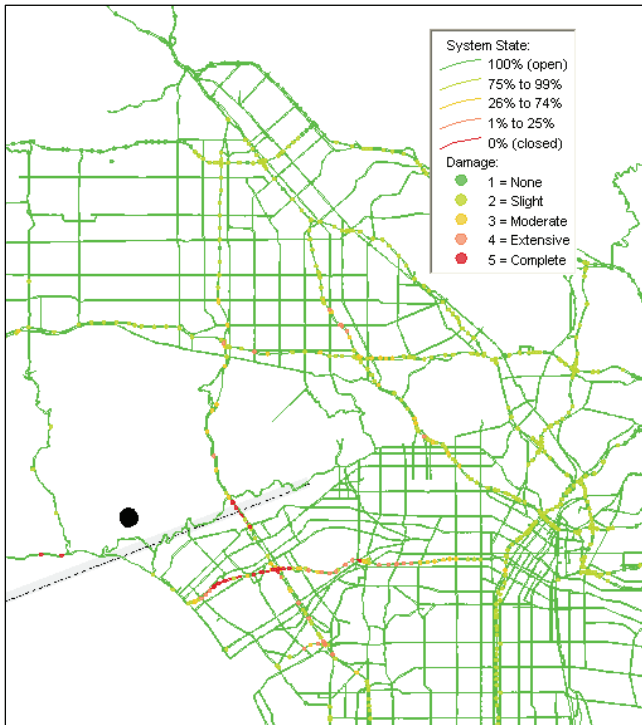 System State:
100% (open)
75% to 99%
26% to 74%
1% to 25%
0% (closed)
Damage:
1 = None
2 = Slight
3 = Moderate
4 = Extensive
5 = Complete